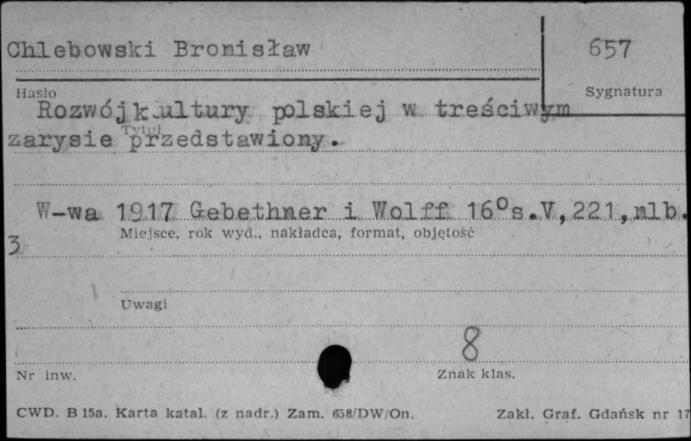 Chlebowski Bronisław 657
Hasło Sygnatura
Rozwój kultury polskiej w treściwym
Tytuł
zarysie przedstawiony.
W-wa 1917 Gebethner i Wolff 16°s.V,221,nlb.
Miejsce, rok wyd., nakładca, format, objętość
3
Uwagi
8
Nr inw. Znak klas.
CWD. B 15a. Karta katal. (z nadr.) Zam. 658/DW/On. Zakł. Graf. Gdańsk nr 17